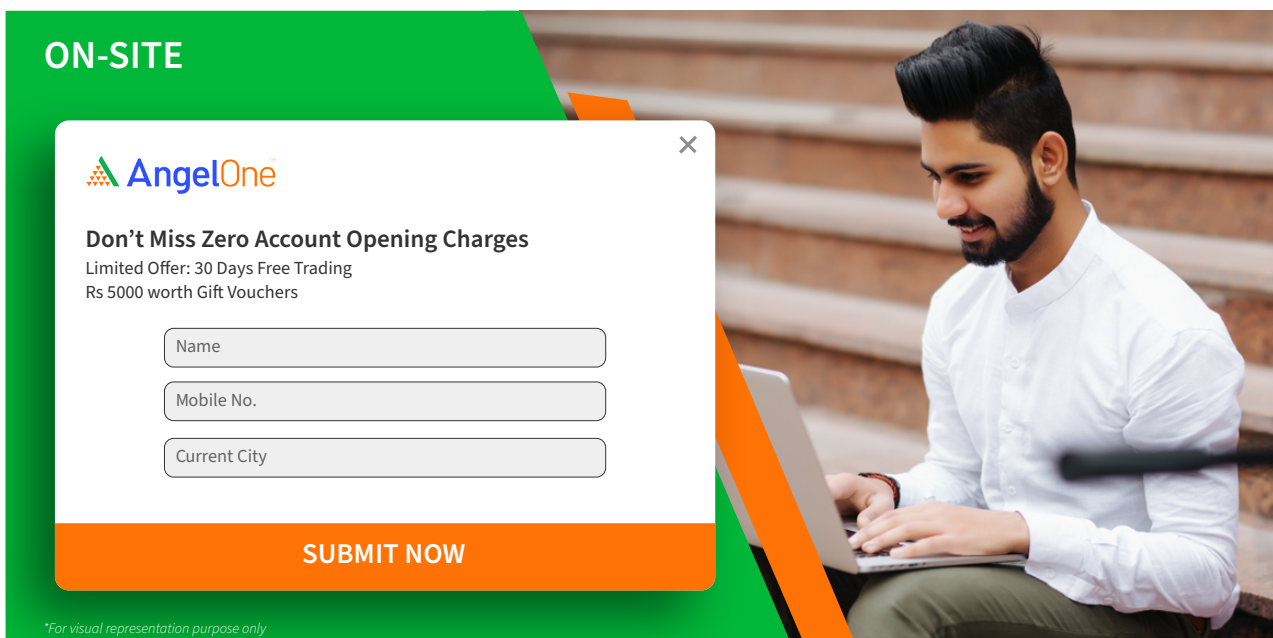 ON-SITE
AngelOne
Don’t Miss Zero Account Opening Charges
Limited Offer: 30 Days Free Trading
Rs 5000 worth Gift Vouchers
Name
Mobile No.
Current City
SUBMIT NOW
*For visual representation purpose only